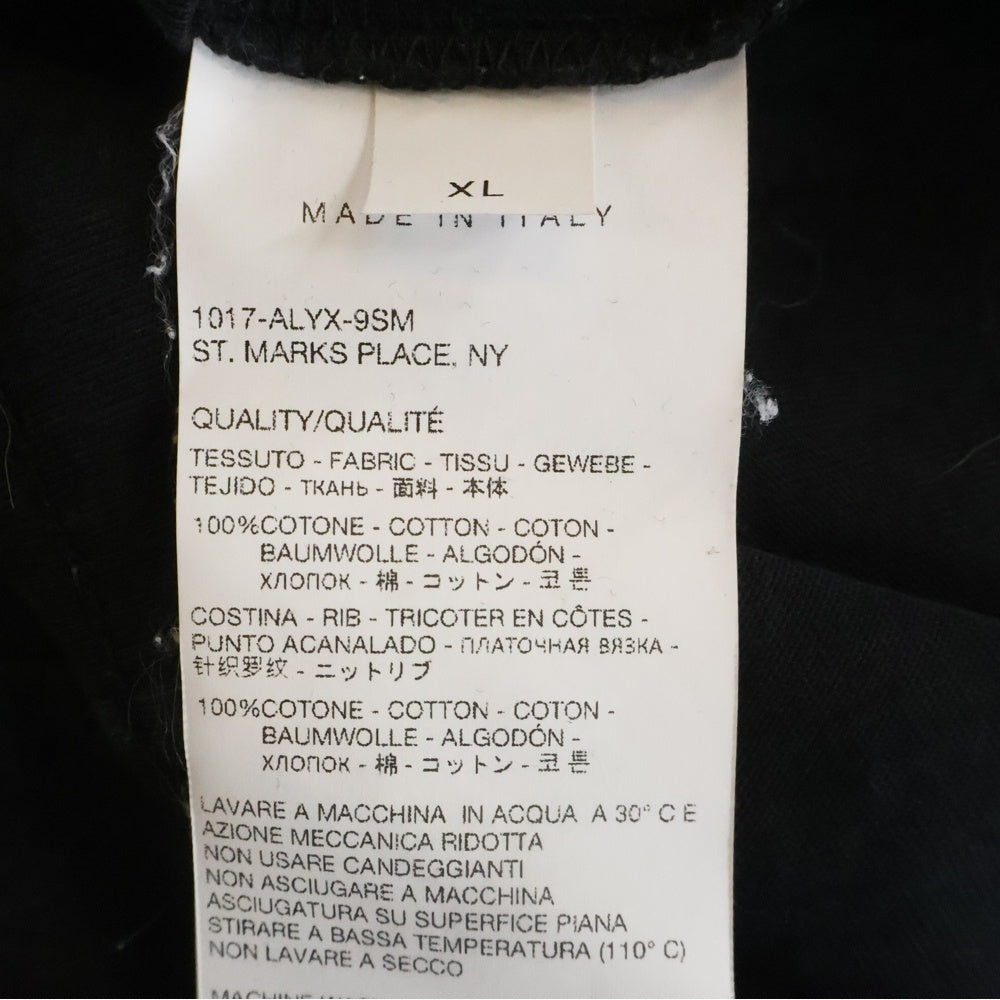 XL
MADE IN ITALY
1017-ALYX-9SM
ST. MARKS PLACE, NY
QUALITY/QUALITÉ
TESSUTO - FABRIC - TISSU - GEWEBE -
TEJIDO - ТКАНЬ - 面料 - 本体
100%COTONE - COTTON - COTON -
BAUMWOLLE - ALGODÓN -
ХЛОПОК - 棉 - コットン - 코튼
COSTINA - RIB - TRICOTER EN CÔTES -
PUNTO ACANALADO - ПЛАТОЧНАЯ ВЯЗКА -
针织罗纹 - ニットリブ
100%COTONE - COTTON - COTON -
BAUMWOLLE - ALGODÓN -
ХЛОПОК - 棉 - コットン - 코튼
LAVARE A MACCHINA IN ACQUA A 30° C E
AZIONE MECCANICA RIDOTTA
NON USARE CANDEGGIANTI
NON ASCIUGARE A MACCHINA
ASCIUGATURA SU SUPERFICE PIANA
STIRARE A BASSA TEMPERATURA (110° C)
NON LAVARE A SECCO
MACHINE